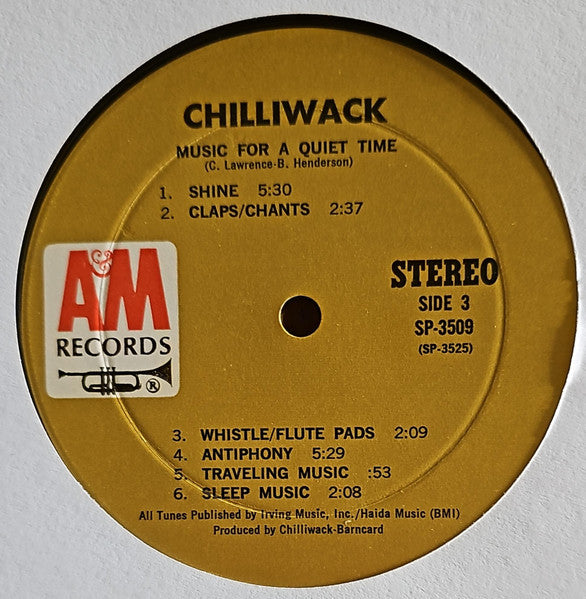 CHILLIWACK
MUSIC FOR A QUIET TIME
(C. Lawrence-B. Henderson)
1. SHINE 5:30
2. CLAPS/CHANTS 2:37
A&M
RECORDS
®
STEREO
SIDE 3
SP-3509
(SP-3525)
3. WHISTLE/FLUTE PADS 2:09
4. ANTIPHONY 5:29
5. TRAVELING MUSIC :53
6. SLEEP MUSIC 2:08
All Tunes Published by Irving Music, Inc./Haida Music (BMI)
Produced by Chilliwack-Barncard